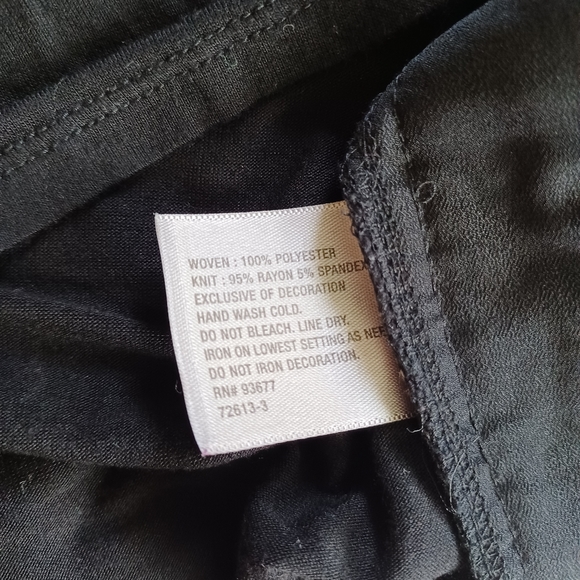 WOVEN : 100% POLYESTER
KNIT : 95% RAYON 5% SPANDEX
EXCLUSIVE OF DECORATION
HAND WASH COLD.
DO NOT BLEACH. LINE DRY.
IRON ON LOWEST SETTING AS
DO NOT IRON DECORATION.
RN# 93677
72613-3